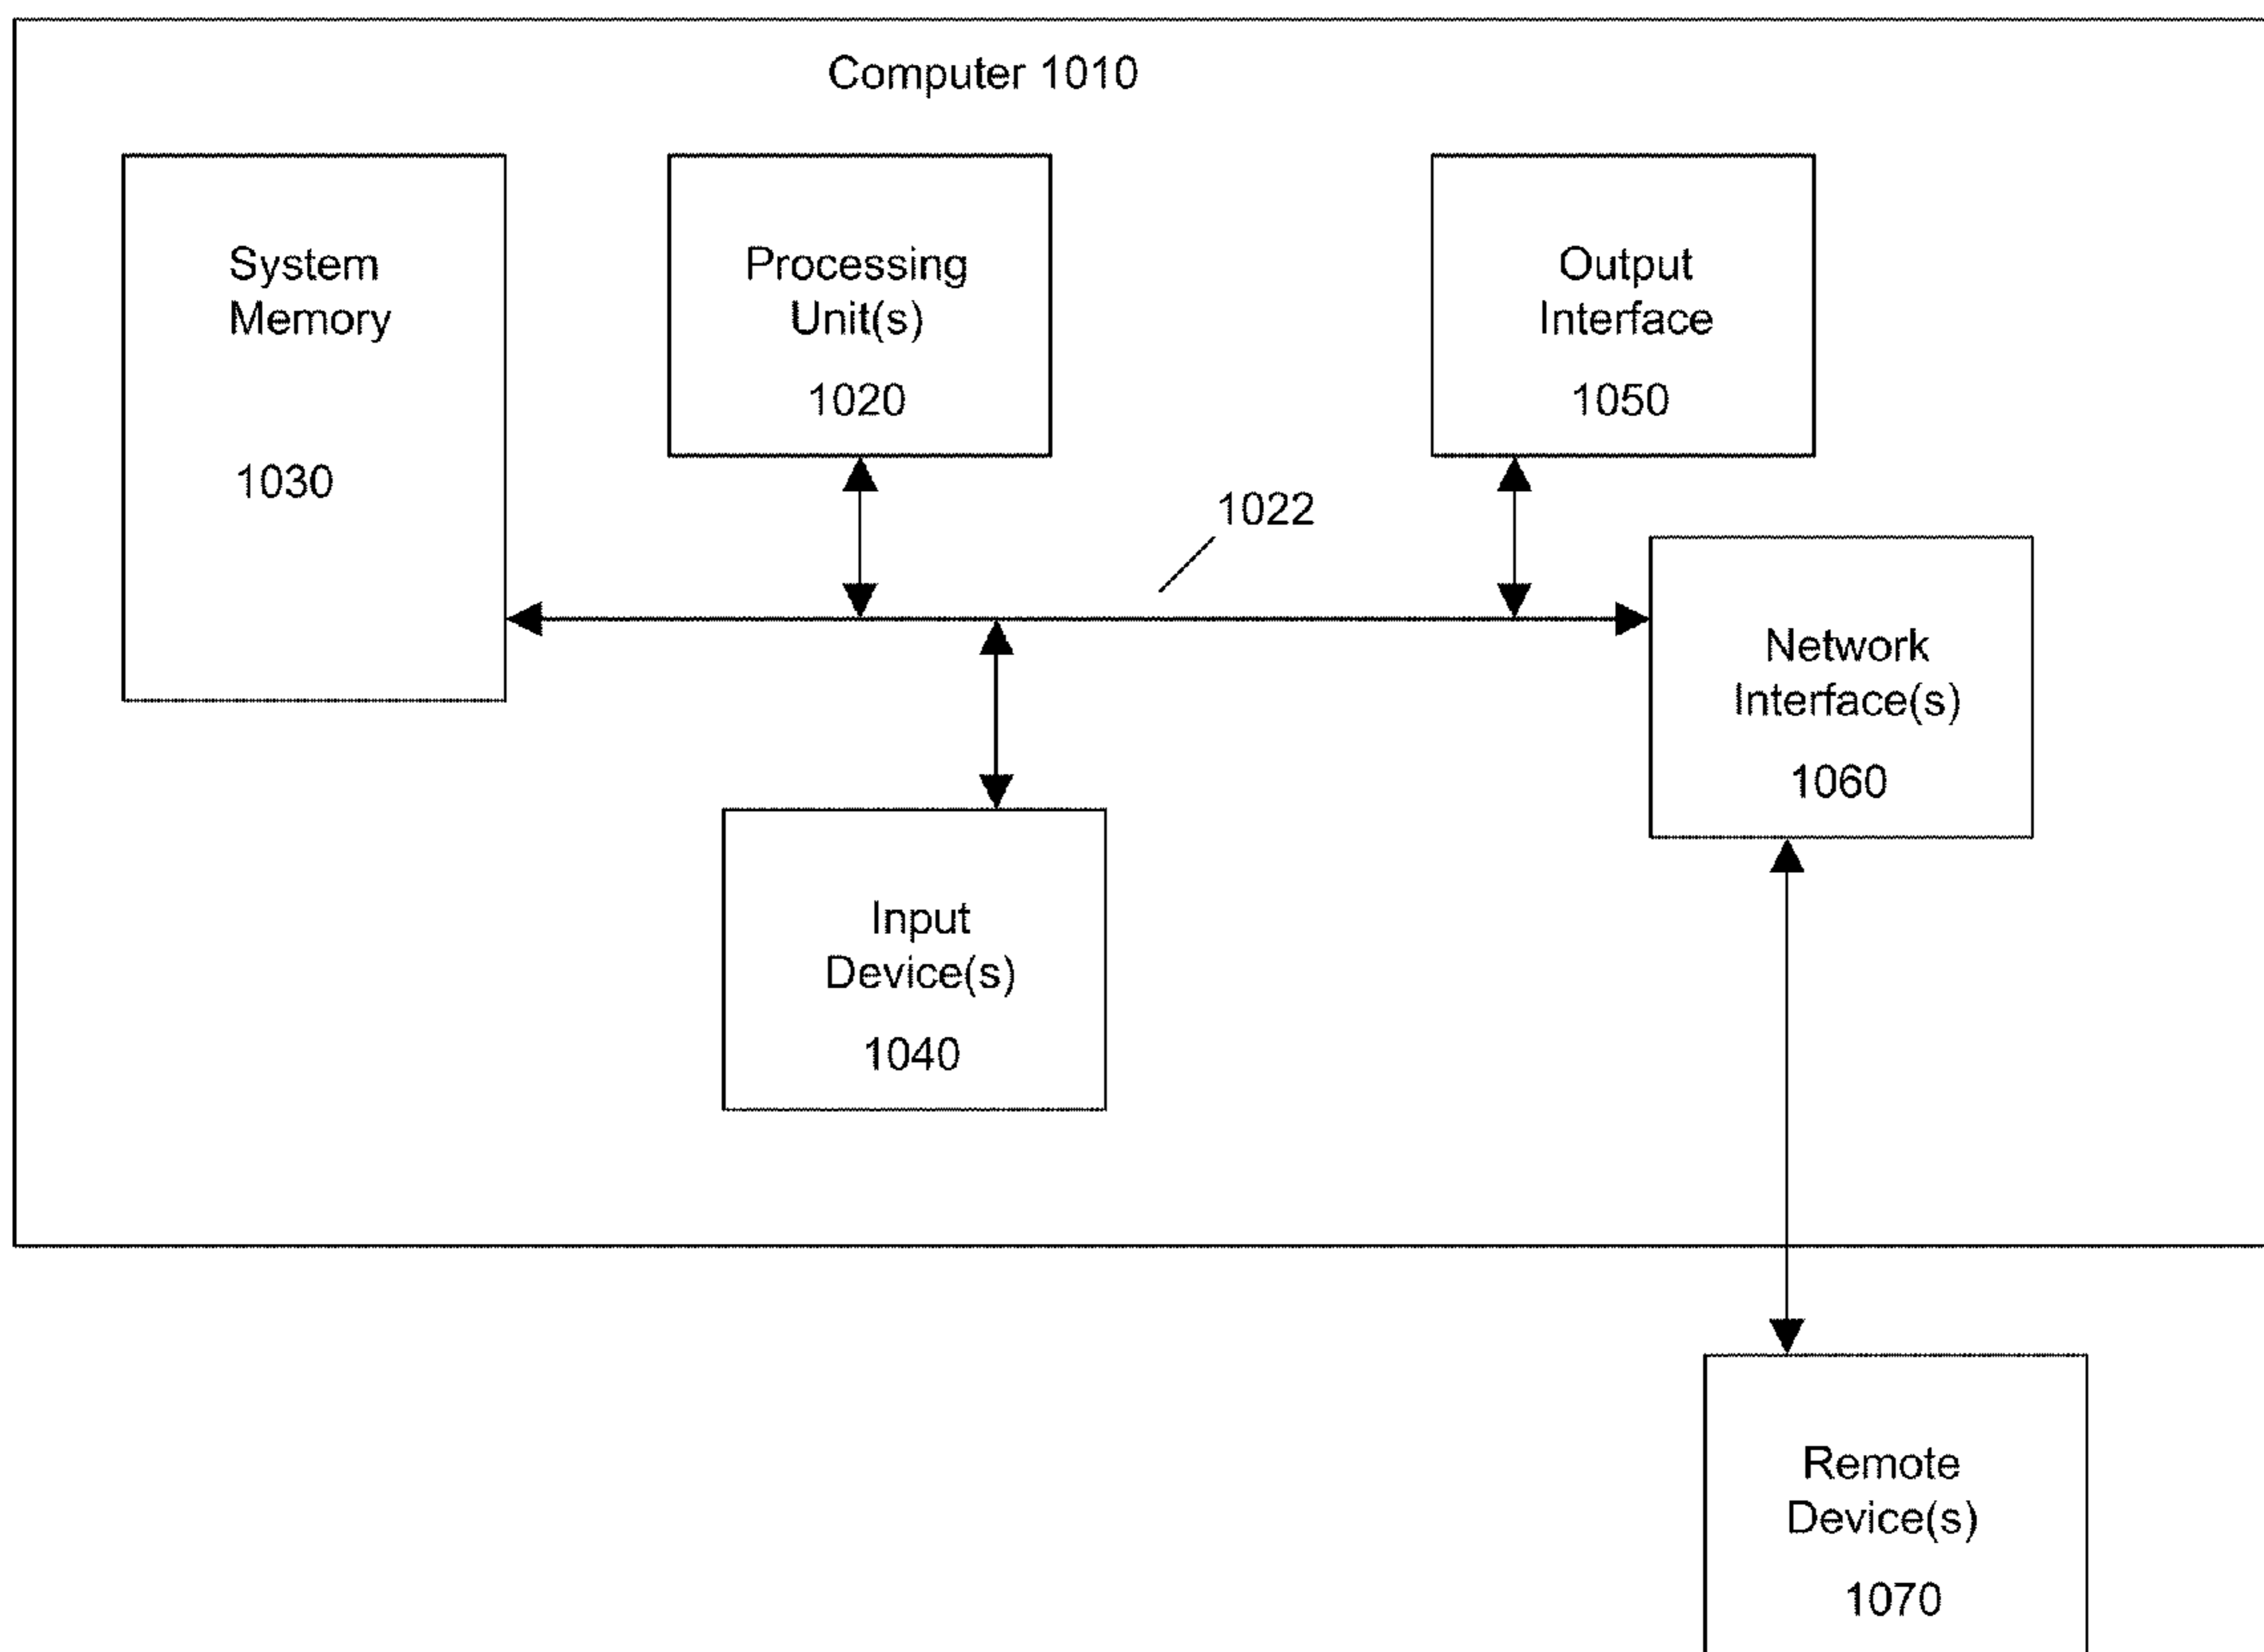 Computer 1010
System
Memory
1030
Processing
Unit(s)
1020
Output
Interface
1050
1022
Network
Interface(s)
1060
Input
Device(s)
1040
Remote
Device(s)
1070